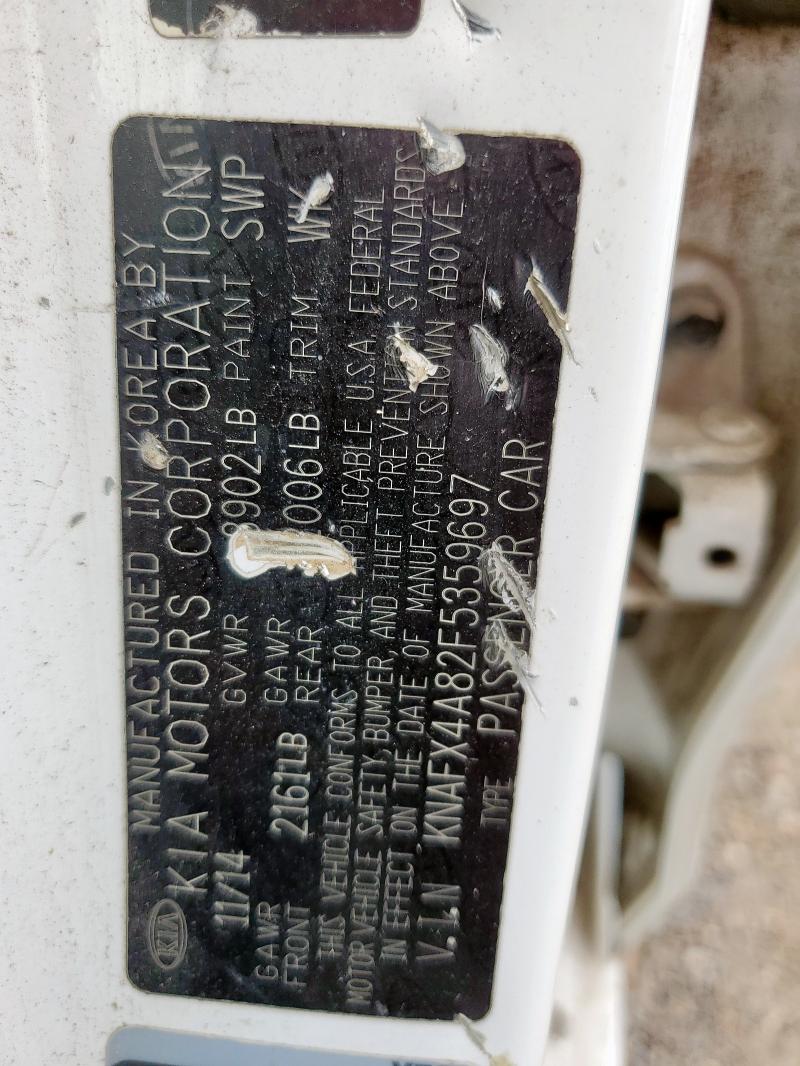 KIA
MANUFACTURED IN KOREA BY
KIA MOTORS CORPORATION
11/14 GVWR 3902LB PAINT SWP
GAWR FRONT 2161LB GAWR REAR 006LB TRIM WK
THIS VEHICLE CONFORMS TO ALL APPLICABLE U.S.A. FEDERAL
MOTOR VEHICLE SAFETY, BUMPER, AND THEFT PREVENTION STANDARDS
IN EFFECT ON THE DATE OF MANUFACTURE SHOWN ABOVE
V.I.N KNAFX4A82F5359697
TYPE PASSENGER CAR